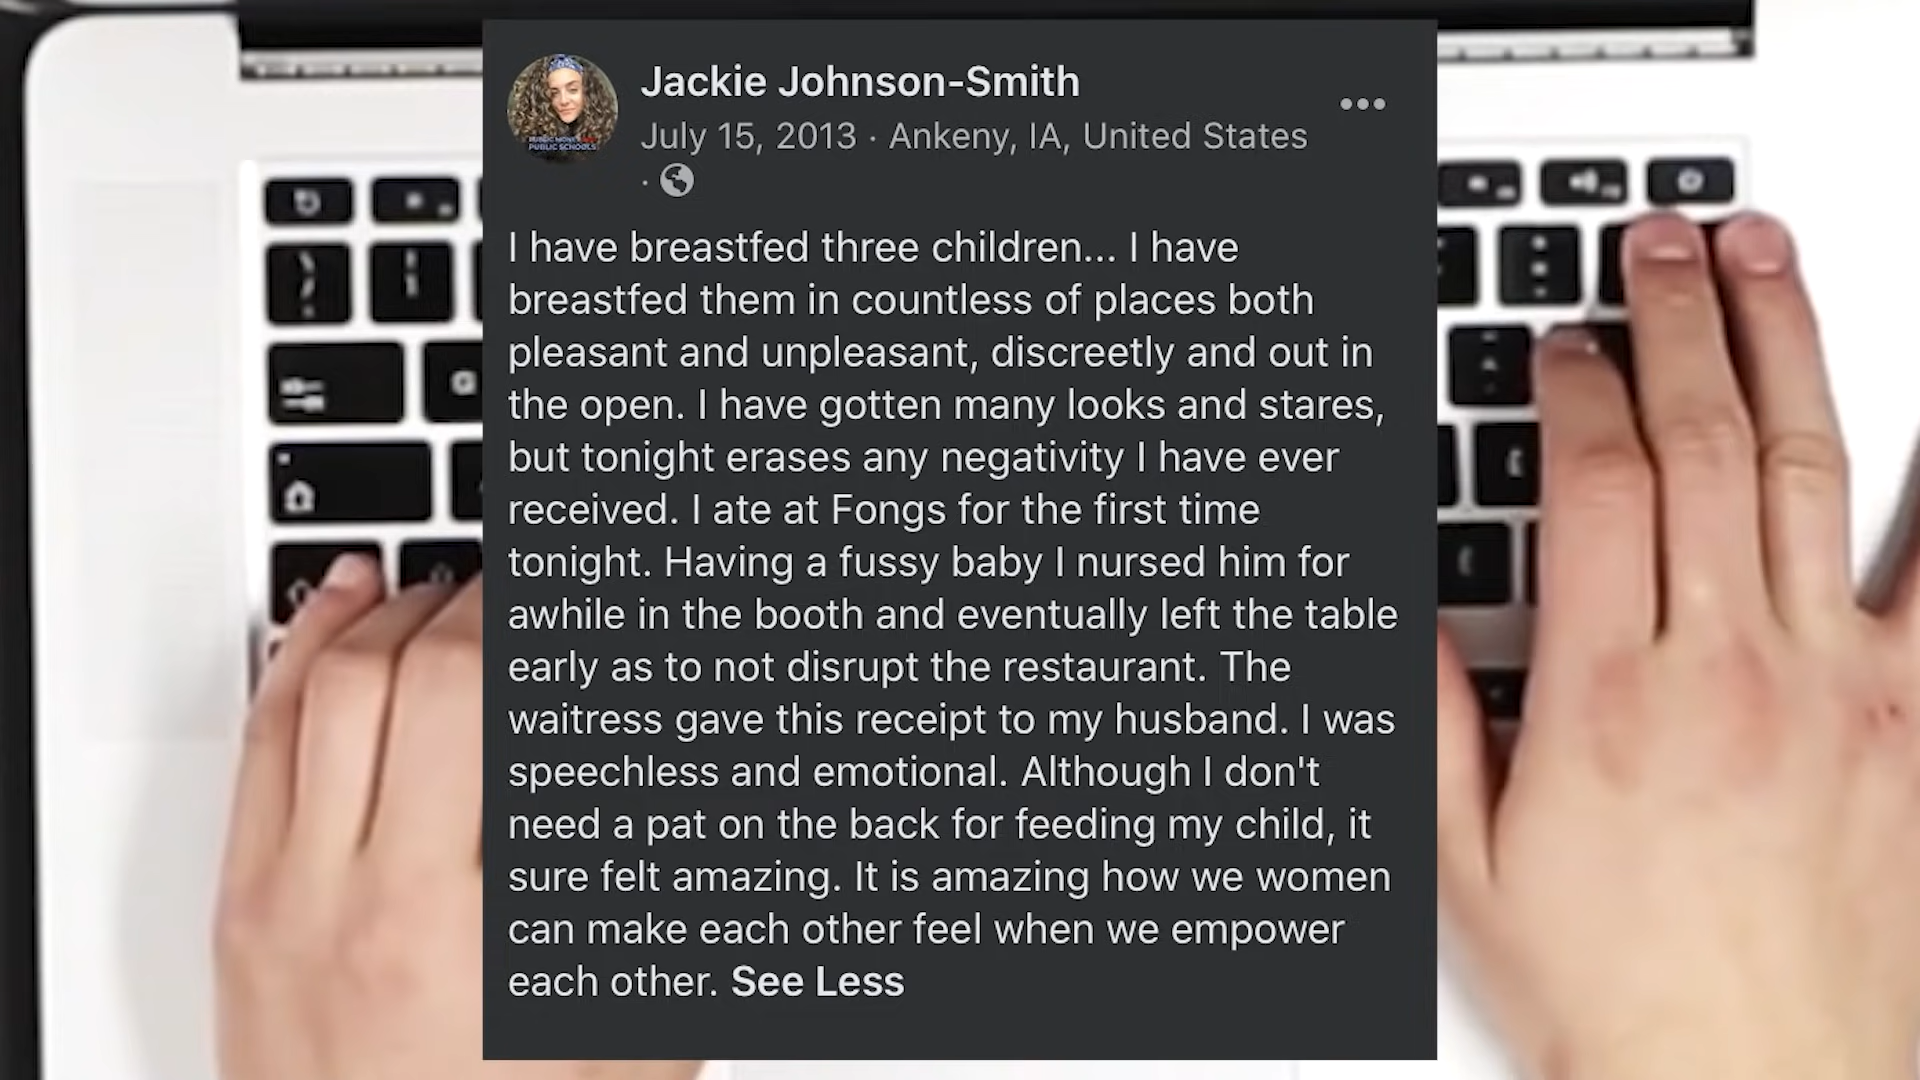 Jackie Johnson-Smith
July 15, 2013 · Ankeny, IA, United States
·
I have breastfed three children... I have
breastfed them in countless of places both
pleasant and unpleasant, discreetly and out in
the open. I have gotten many looks and stares,
but tonight erases any negativity I have ever
received. I ate at Fongs for the first time
tonight. Having a fussy baby I nursed him for
awhile in the booth and eventually left the table
early as to not disrupt the restaurant. The
waitress gave this receipt to my husband. I was
speechless and emotional. Although I don't
need a pat on the back for feeding my child, it
sure felt amazing. It is amazing how we women
can make each other feel when we empower
each other. See Less